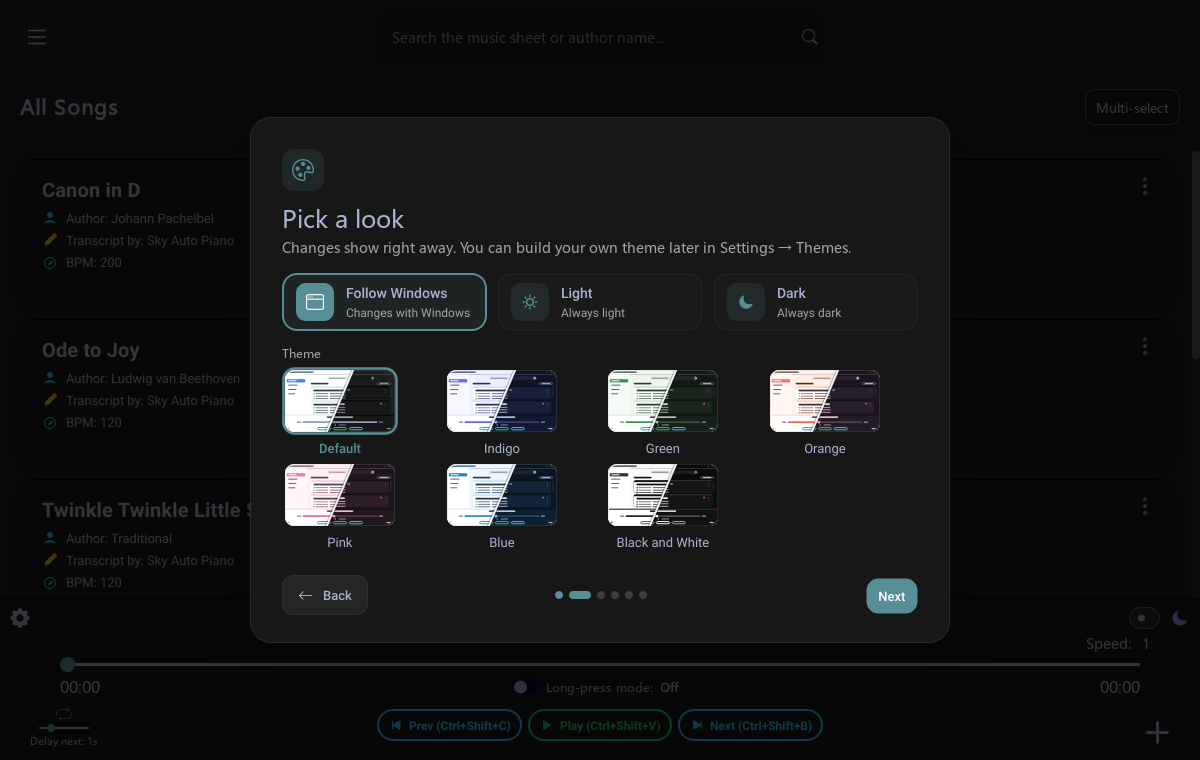 Search the music sheet or author name...
All Songs
Multi-select
Canon in D
Author: Johann Pachelbel
Transcript by: Sky Auto Piano
BPM: 200
Ode to Joy
Author: Ludwig van Beethoven
Transcript by: Sky Auto Piano
BPM: 120
Twinkle Twinkle Little S
Author: Traditional
Transcript by: Sky Auto Piano
BPM: 120
Pick a look
Changes show right away. You can build your own theme later in Settings → Themes.
Follow Windows
Changes with Windows
Light
Always light
Dark
Always dark
Theme
Default
Indigo
Green
Orange
Pink
Blue
Black and White
← Back
Next
Speed: 1
00:00
Long-press mode: Off
00:00
Delay next: 1s
Prev (Ctrl+Shift+C)
Play (Ctrl+Shift+V)
Next (Ctrl+Shift+B)